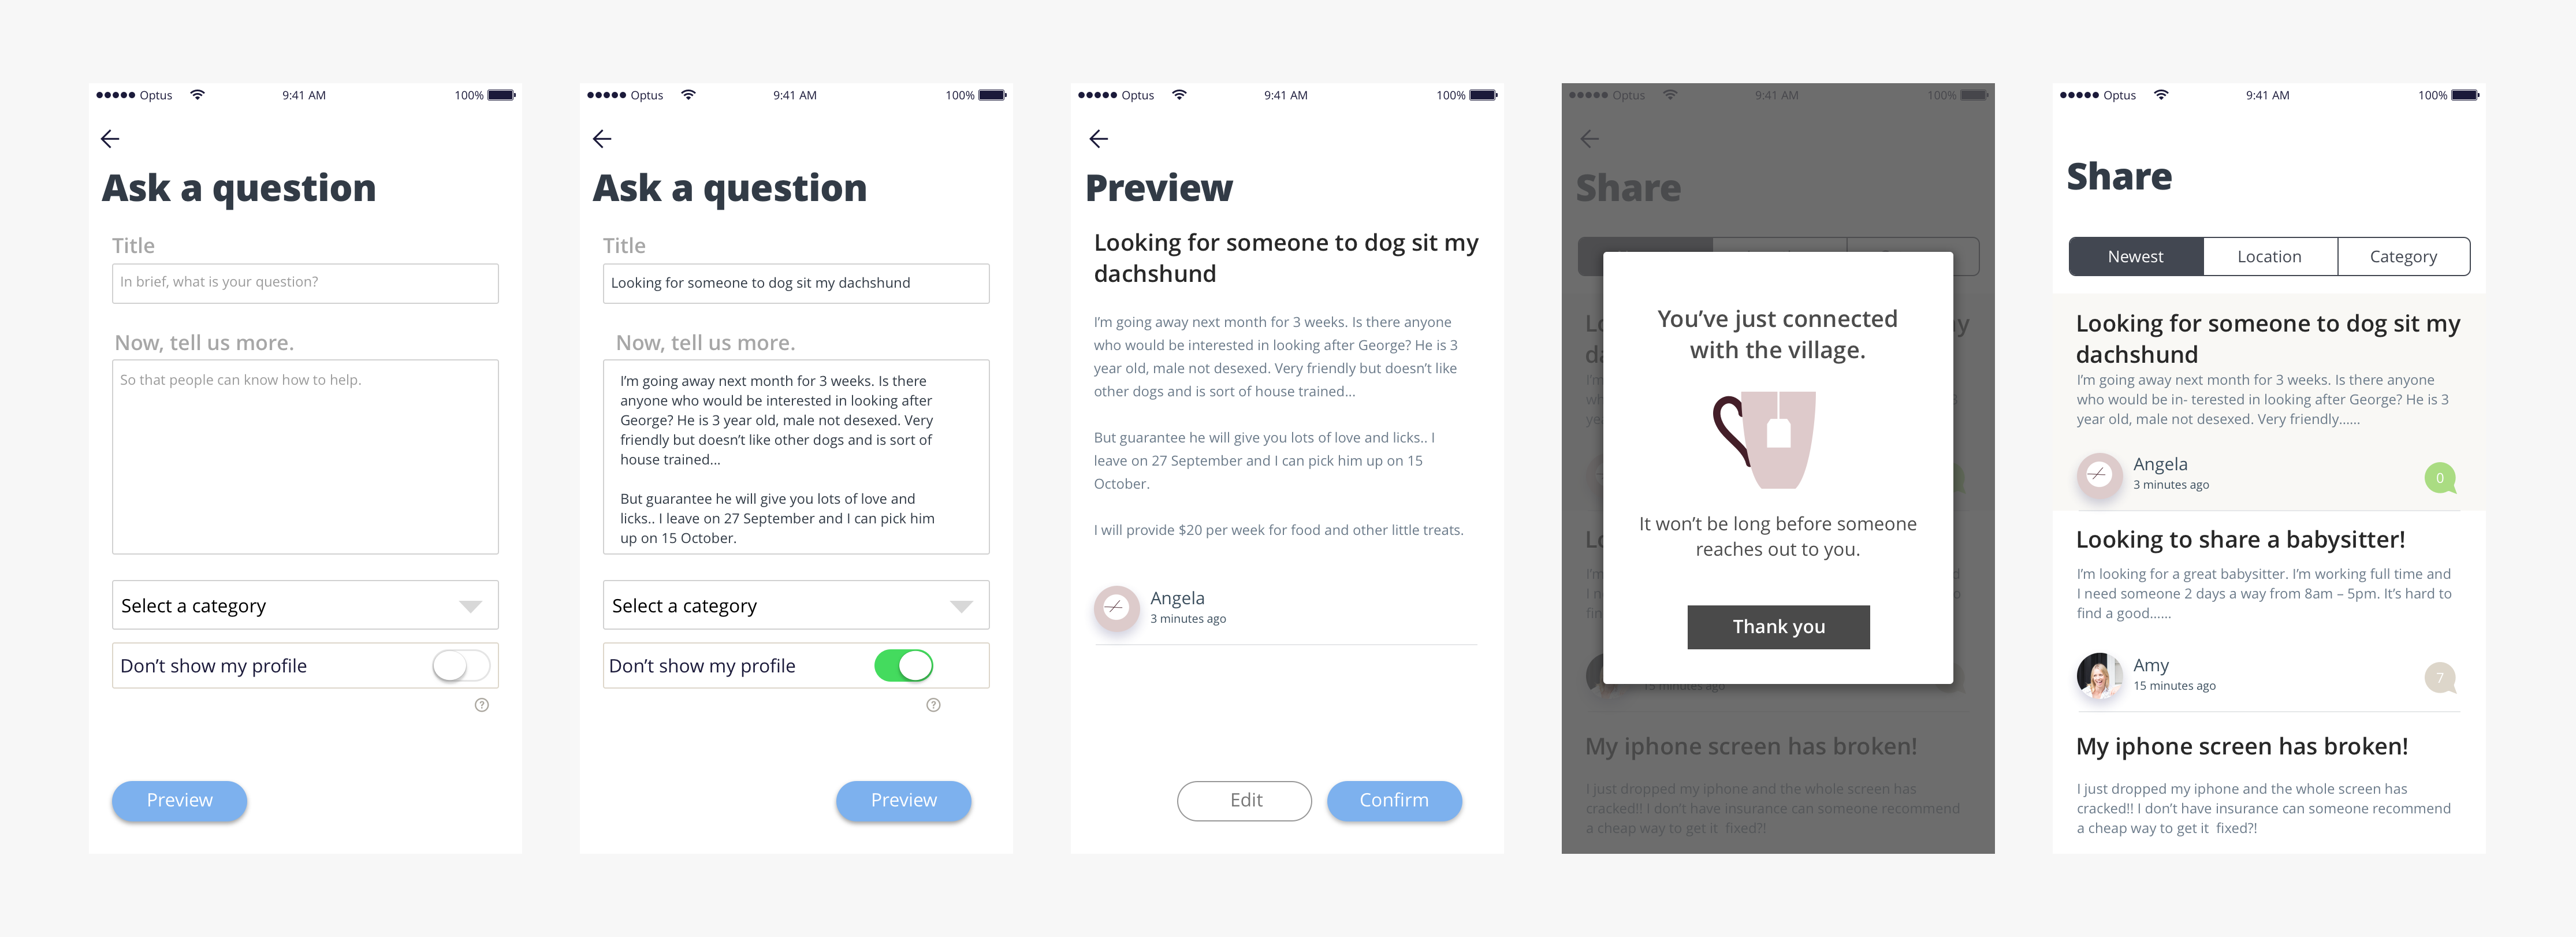 Optus 9:41 AM 100%
Ask a question
Title
In brief, what is your question?
Now, tell us more.
So that people can know how to help.
Select a category
Don't show my profile
?
Preview
Optus 9:41 AM 100%
Ask a question
Title
Looking for someone to dog sit my dachshund
Now, tell us more.
I'm going away next month for 3 weeks. Is there
anyone who would be interested in looking after
George? He is 3 year old, male not desexed. Very
friendly but doesn't like other dogs and is sort of
house trained...
But guarantee he will give you lots of love and
licks.. I leave on 27 September and I can pick him
up on 15 October.
Select a category
Don't show my profile
?
Preview
Optus 9:41 AM 100%
Preview
Looking for someone to dog sit my
dachshund
I'm going away next month for 3 weeks. Is there anyone
who would be interested in looking after George? He is 3
year old, male not desexed. Very friendly but doesn't like
other dogs and is sort of house trained...
But guarantee he will give you lots of love and licks.. I
leave on 27 September and I can pick him up on 15
October.
I will provide $20 per week for food and other little treats.
Angela
3 minutes ago
Edit Confirm
Optus 9:41 AM 100%
Share
You've just connected
with the village.
It won't be long before someone
reaches out to you.
Thank you
15 minutes ago
My iphone screen has broken!
I just dropped my iphone and the whole screen has
cracked!! I don't have insurance can someone recommend
a cheap way to get it fixed?!
Optus 9:41 AM 100%
Share
Newest Location Category
Looking for someone to dog sit my
dachshund
I'm going away next month for 3 weeks. Is there anyone
who would be in- terested in looking after George? He is 3
year old, male not desexed. Very friendly......
Angela
3 minutes ago
0
Looking to share a babysitter!
I'm looking for a great babysitter. I'm working full time and
I need someone 2 days a way from 8am – 5pm. It's hard to
find a good......
Amy
15 minutes ago
7
My iphone screen has broken!
I just dropped my iphone and the whole screen has
cracked!! I don't have insurance can someone recommend
a cheap way to get it  fixed?!